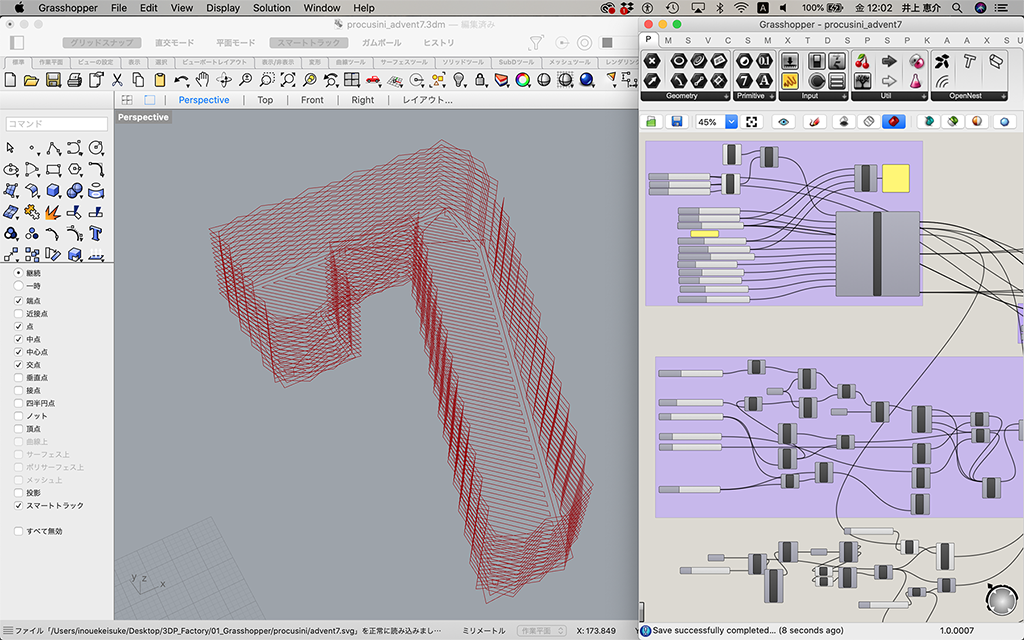 Grasshopper File Edit View Display Solution Window Help
100% 金 12:02 井上 恵介
procusini_advent7.3dm — 編集済み
Grasshopper - procusini_advent7
グリッドスナップ 直交モード 平面モード スマートトラック ガムボール ヒストリ
P M S V C S M X D T D S A P K A A X S U
標準 作業平面 ビューの設定 表示 選択 ビューポートレイアウト 表示/非表示 変形 曲線ツール サーフェスツール ソリッドツール SubDツール メッシュツール レンダリング
Geometry Primitive Input Util OpenNest
Perspective Top Front Right レイアウト...
45%
Perspective
コマンド
継続
一時
端点
近接点
点
中点
中心点
交点
垂直点
接点
四半円点
ノット
頂点
曲線上
サーフェス上
ポリサーフェス上
メッシュ上
投影
スマートトラック
すべて無効
y z x
ファイル「/Users/inouekeisuke/Desktop/3DP_Factory/01_Grasshopper/procusini/advent7.svg」を正常に読み込みまし… ミリメートル 作業平面 X: 173.849
Save successfully completed... (8 seconds ago) 1.0.0007